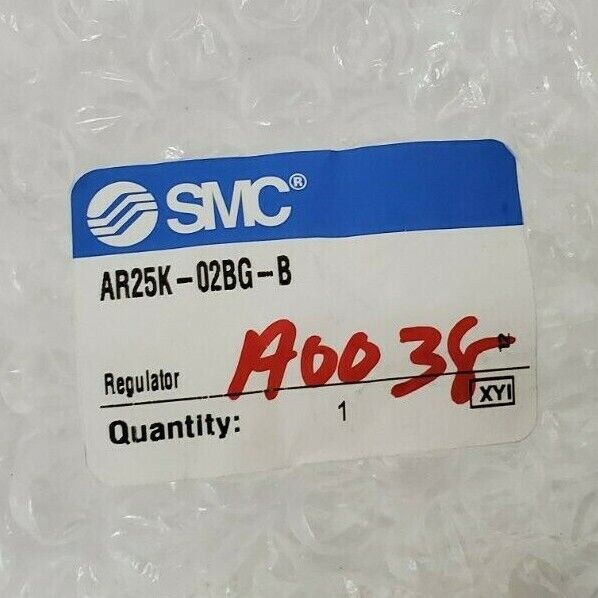 SMC®
AR25K-02BG-B
Regulator A0038
XYI
Quantity: 1